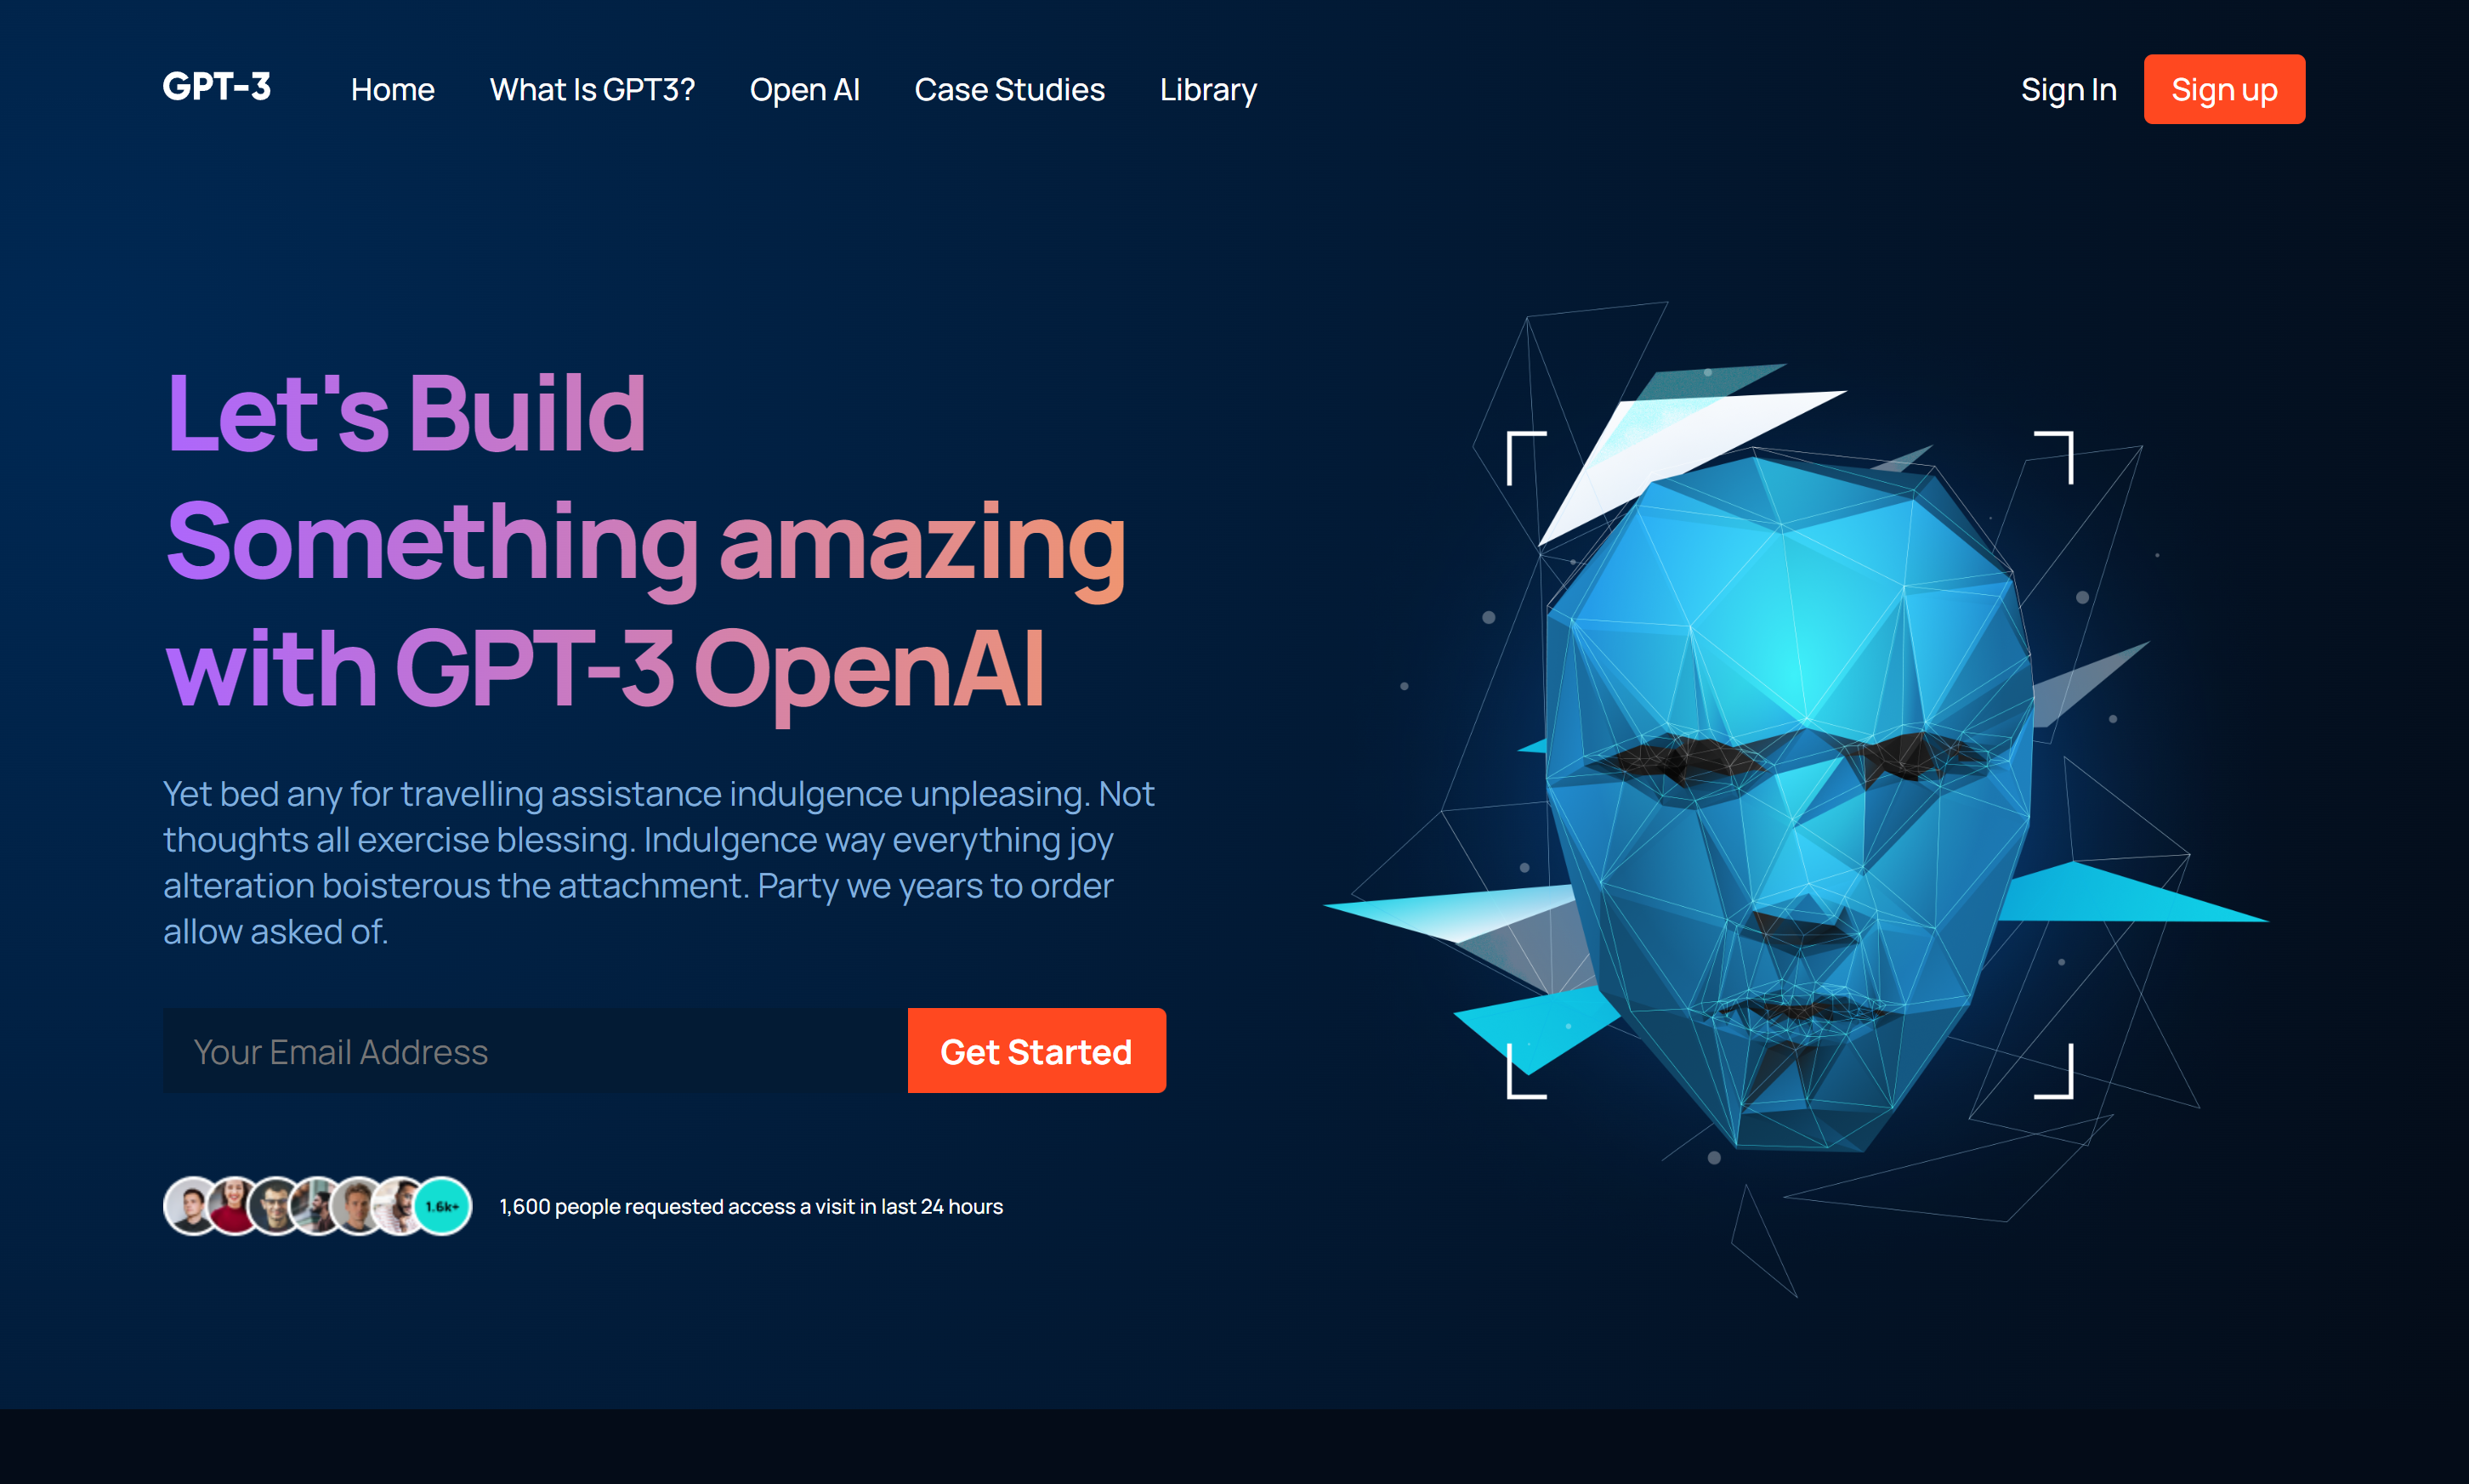 GPT-3
Home
What Is GPT3?
Open AI
Case Studies
Library
Sign In
Sign up
Let's Build
Something amazing
with GPT-3 OpenAI
Yet bed any for travelling assistance indulgence unpleasing. Not
thoughts all exercise blessing. Indulgence way everything joy
alteration boisterous the attachment. Party we years to order
allow asked of.
Your Email Address
Get Started
1.6k+
1,600 people requested access a visit in last 24 hours